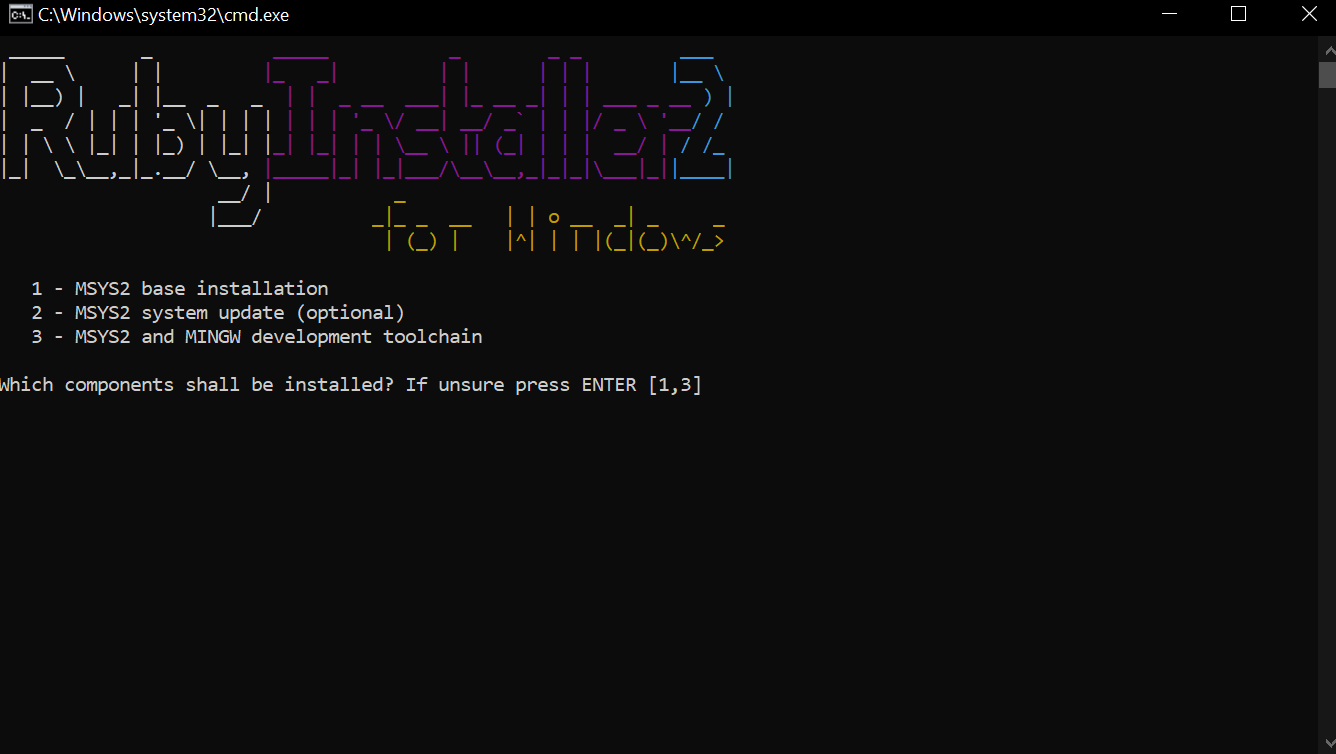 C:\Windows\system32\cmd.exe
RubyInstaller2
for Windows
1 - MSYS2 base installation
2 - MSYS2 system update (optional)
3 - MSYS2 and MINGW development toolchain
Which components shall be installed? If unsure press ENTER [1,3]